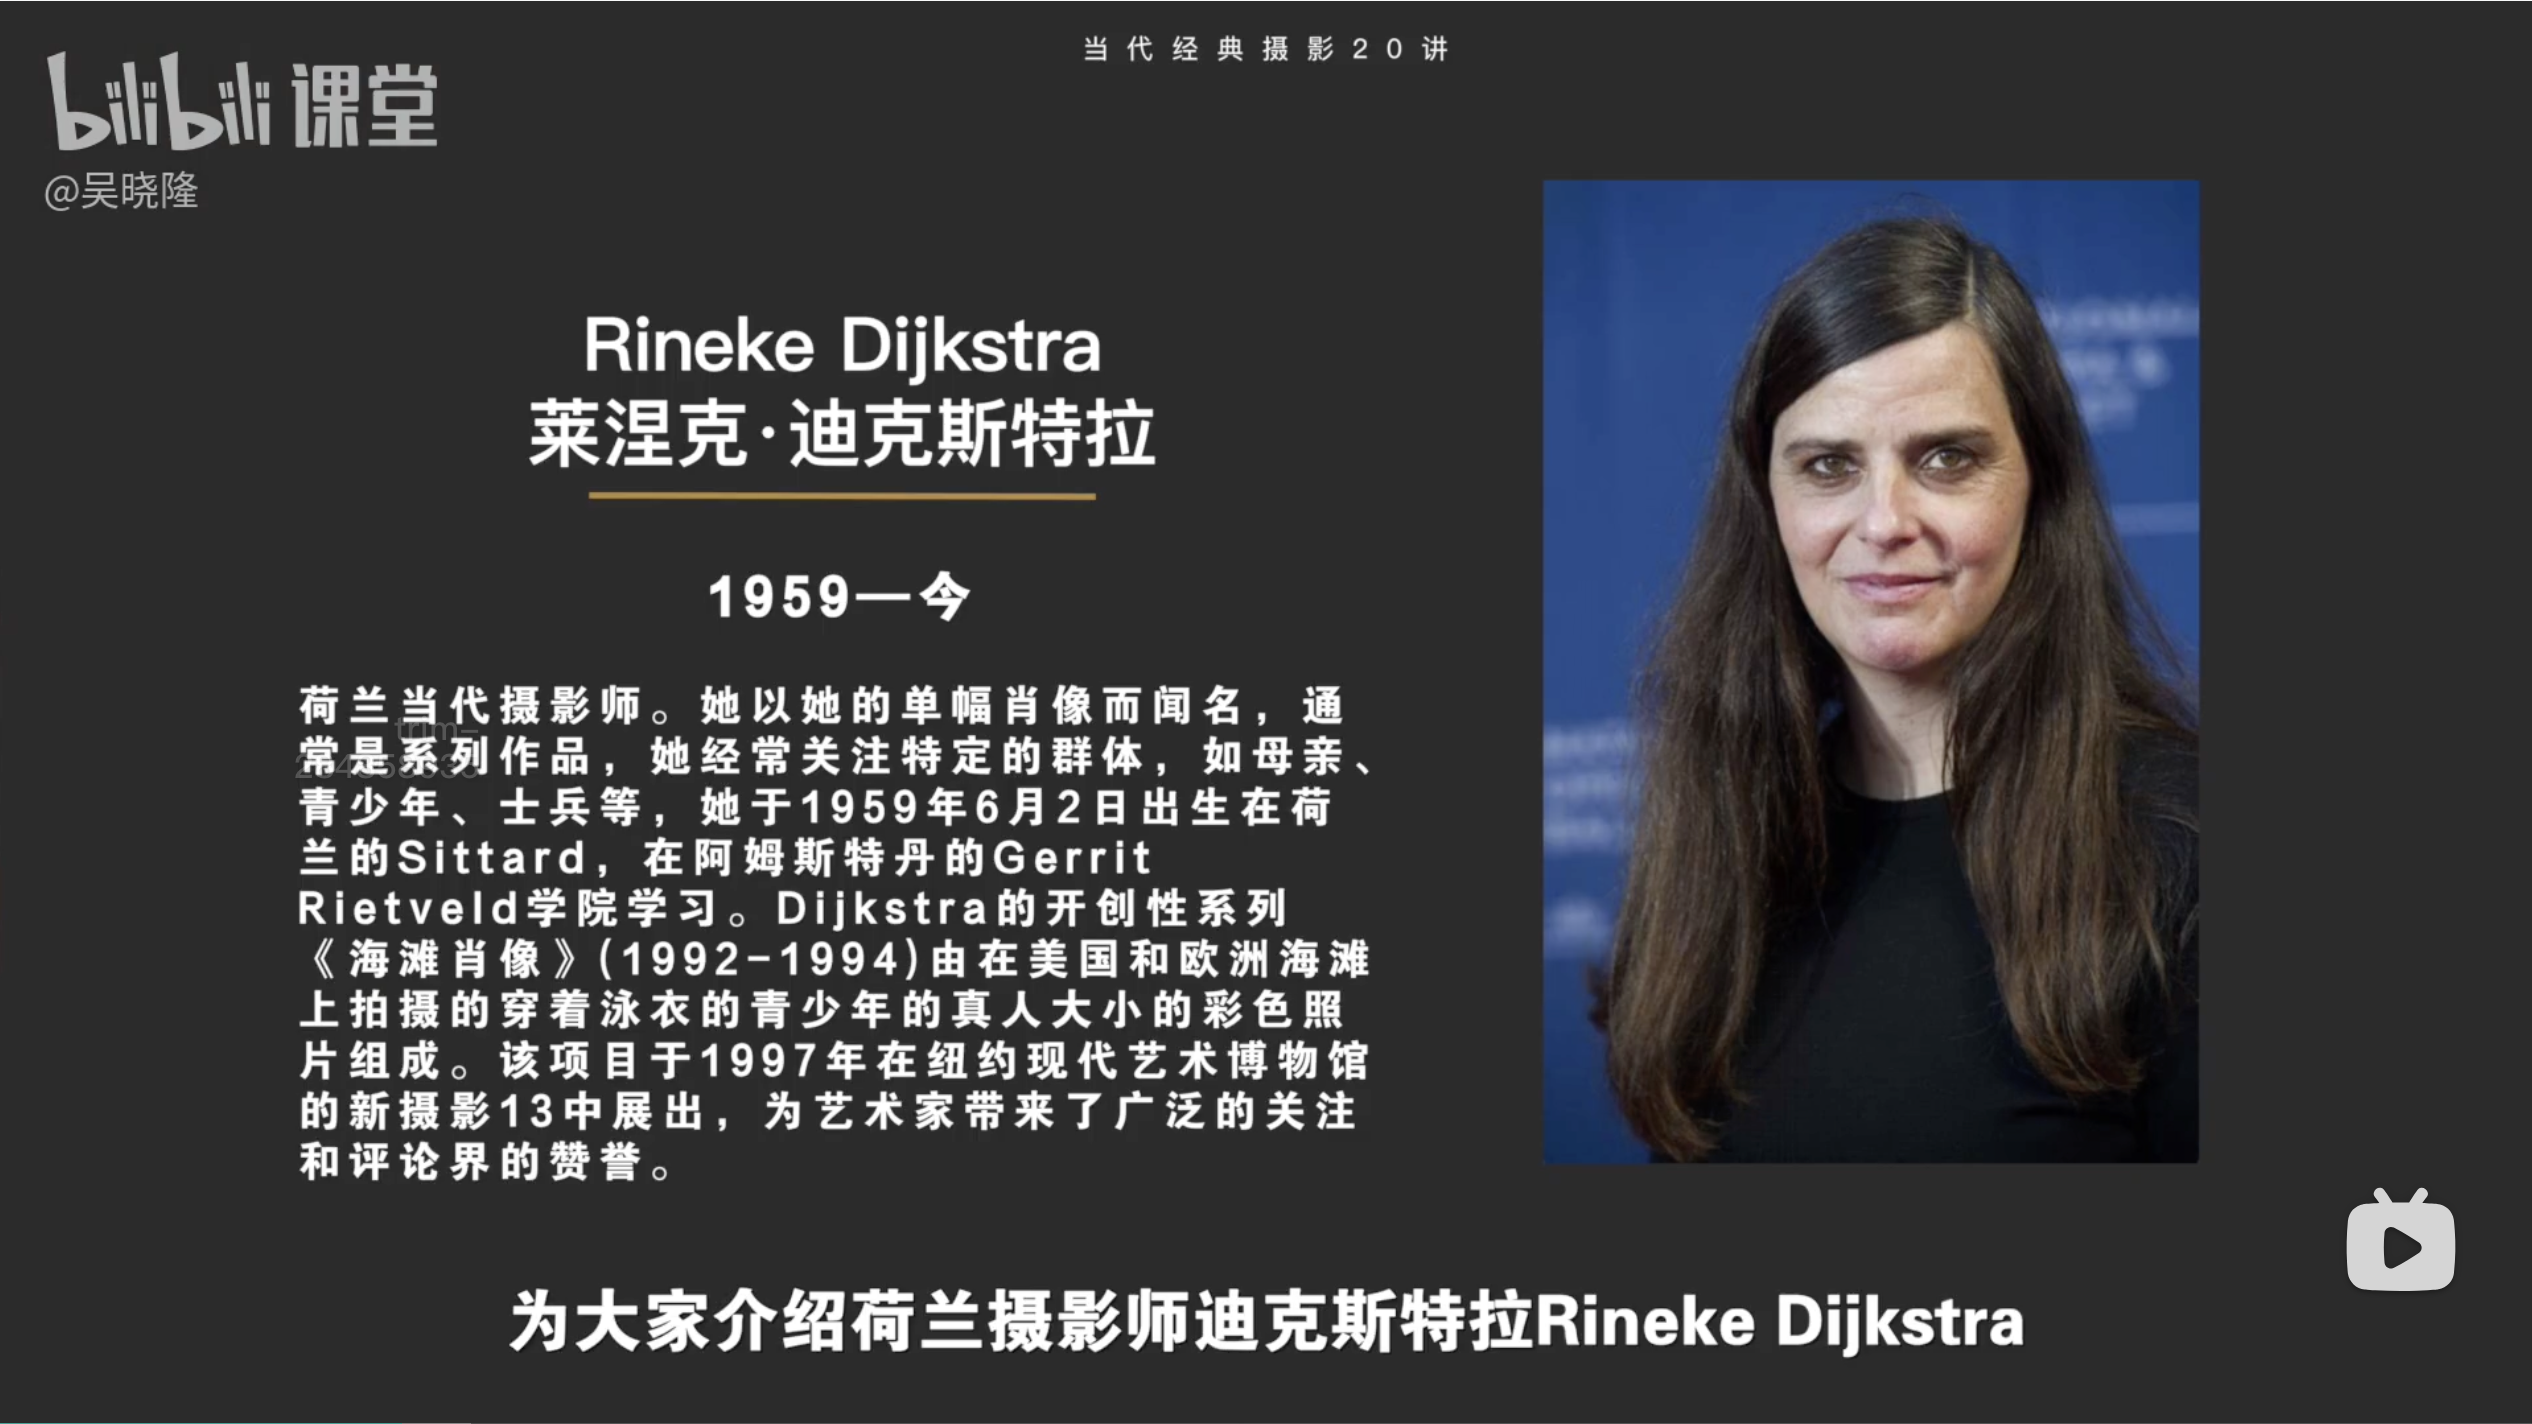 当代经典摄影20讲
bilibili 课堂
@吴晓隆
Rineke Dijkstra
莱涅克·迪克斯特拉
1959一今
荷兰当代摄影师。她以她的单幅肖像而闻名，通
常是系列作品，她经常关注特定的群体，如母亲、
青少年、士兵等，她于1959年6月2日出生在荷
兰的Sittard，在阿姆斯特丹的Gerrit
Rietveld学院学习。Dijkstra的开创性系列
《海滩肖像》(1992-1994)由在美国和欧洲海滩
上拍摄的穿着泳衣的青少年的真人大小的彩色照
片组成。该项目于1997年在纽约现代艺术博物馆
的新摄影13中展出，为艺术家带来了广泛的关注
和评论界的赞誉。
为大家介绍荷兰摄影师迪克斯特拉Rineke Dijkstra